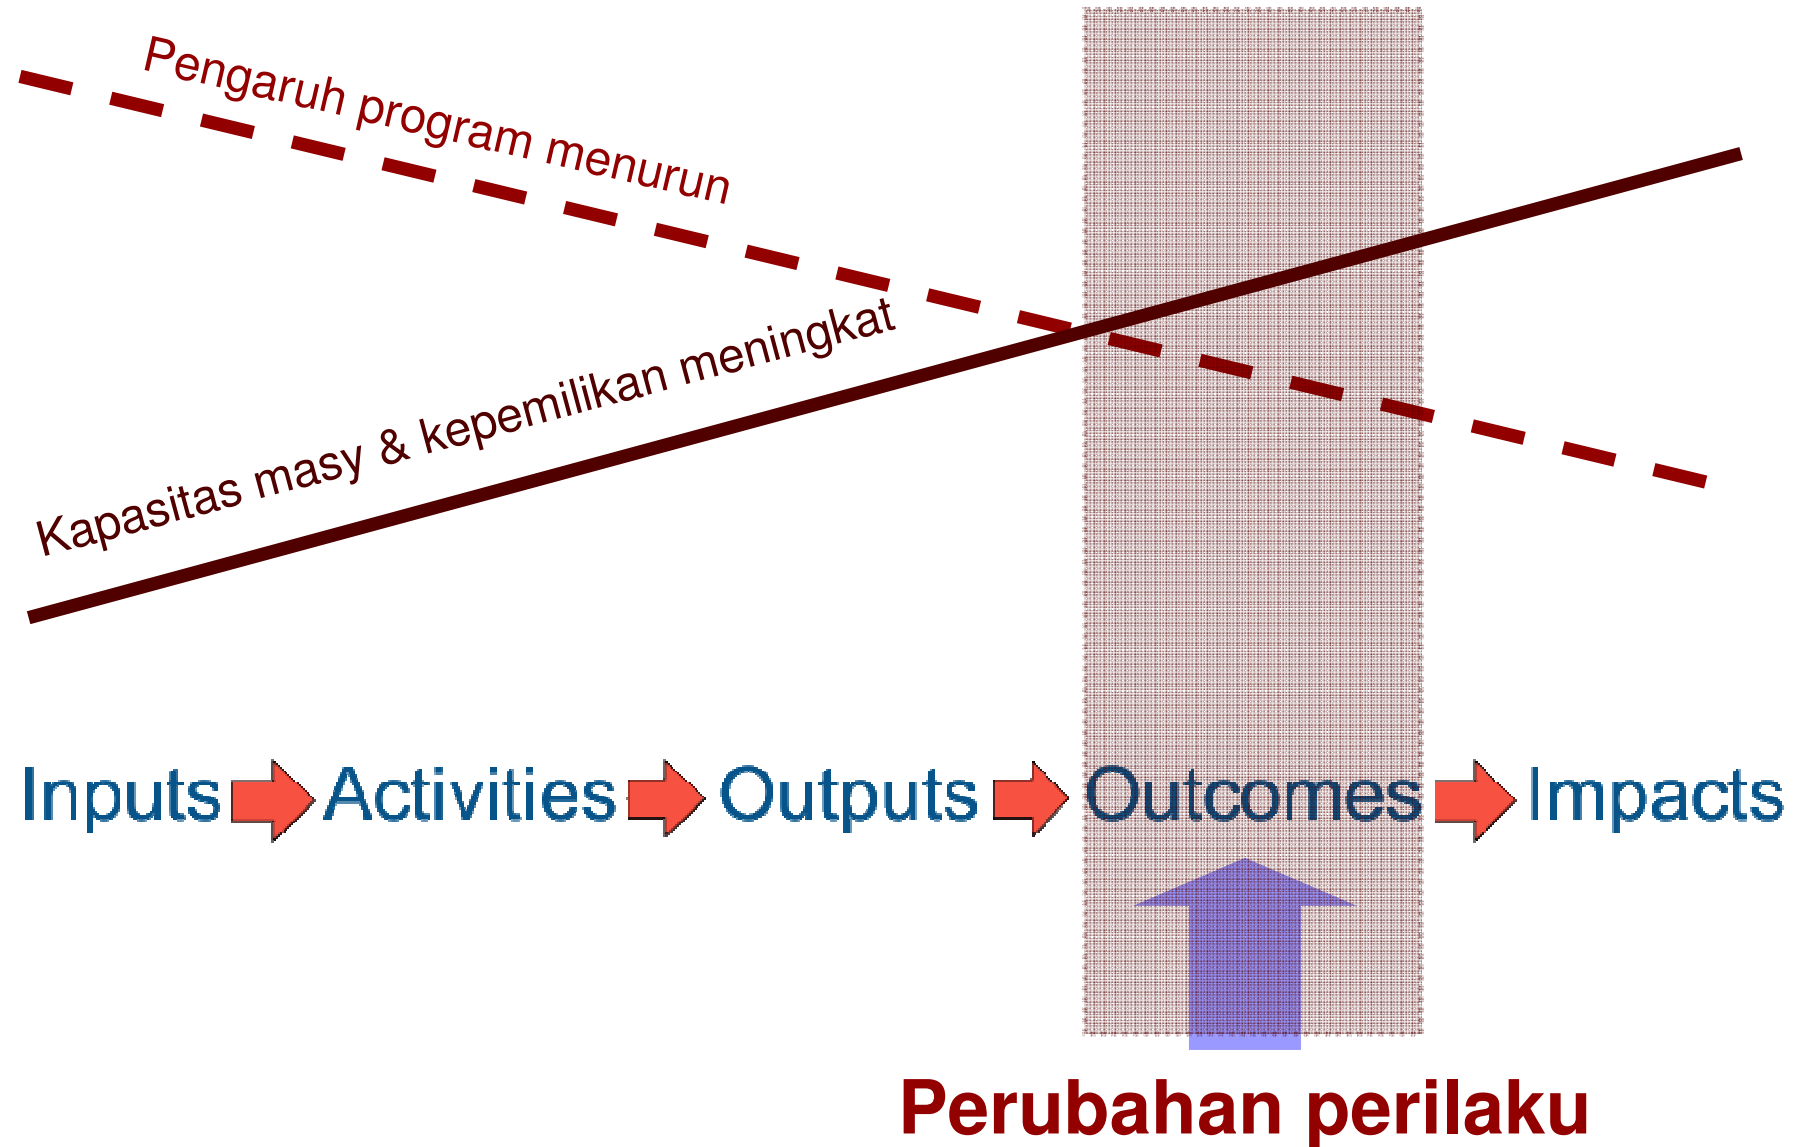 Pengaruh program menurun
Kapasitas masy & kepemilikan meningkat
Inputs Activities Outputs Outcomes Impacts
Perubahan perilaku